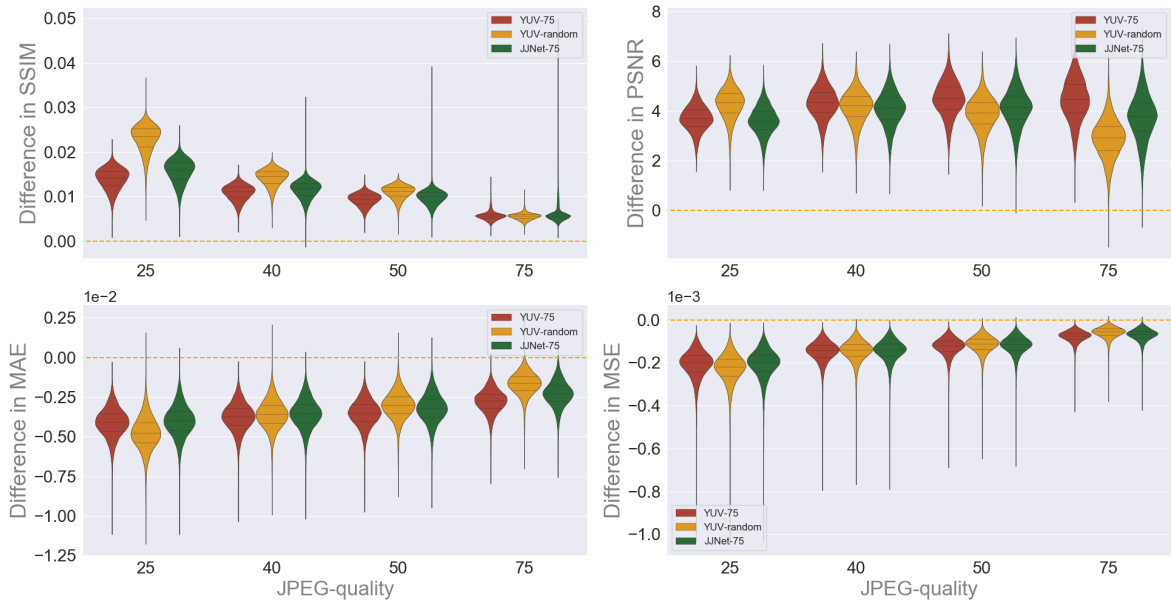 Difference in SSIM
0.05
0.04
0.03
0.02
0.01
0.00
YUV-75
YUV-random
JJNet-75
25 40 50 75
Difference in PSNR
8
6
4
2
0
YUV-75
YUV-random
JJNet-75
25 40 50 75
1e−2
Difference in MAE
0.25
0.00
−0.25
−0.50
−0.75
−1.00
−1.25
YUV-75
YUV-random
JJNet-75
25 40 50 75
JPEG-quality
1e−3
Difference in MSE
0.0
−0.2
−0.4
−0.6
−0.8
−1.0
YUV-75
YUV-random
JJNet-75
25 40 50 75
JPEG-quality